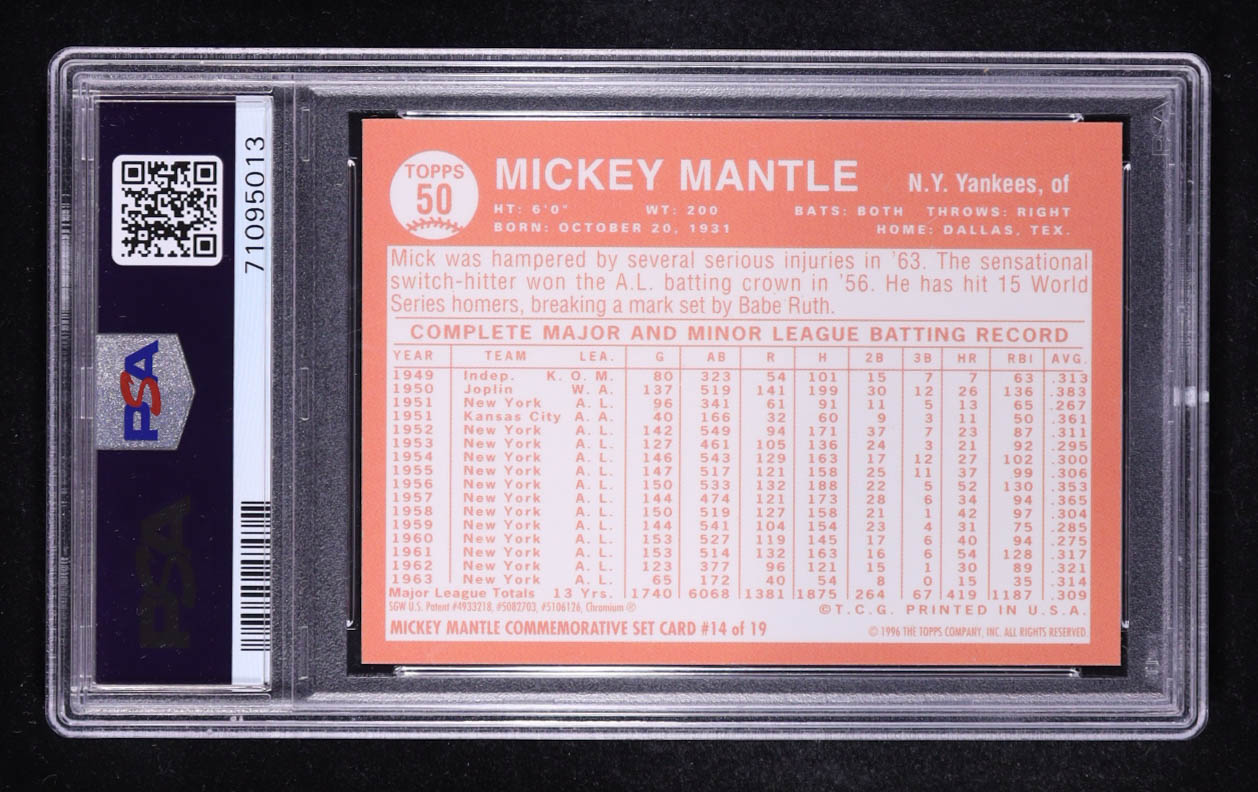 71095013
PSA
PSA
TOPPS
50
MICKEY MANTLE
N.Y. Yankees, of
HT: 6'0" WT: 200 BATS: BOTH THROWS: RIGHT
BORN: OCTOBER 20, 1931 HOME: DALLAS, TEX.
Mick was hampered by several serious injuries in '63. The sensational
switch-hitter won the A.L. batting crown in '56. He has hit 15 World
Series homers, breaking a mark set by Babe Ruth.
COMPLETE MAJOR AND MINOR LEAGUE BATTING RECORD
YEAR TEAM LEA. G AB R H 2B 3B HR RBI AVG.
1949 Indep. K. O. M. 80 323 54 101 15 7 7 63 .313
1950 Joplin W. A. 137 519 141 199 30 12 26 136 .383
1951 New York A. L. 96 341 61 91 11 5 13 65 .267
1951 Kansas City A. A. 40 166 32 60 9 3 11 50 .361
1952 New York A. L. 142 549 94 171 37 7 23 87 .311
1953 New York A. L. 127 461 105 136 24 3 21 92 .295
1954 New York A. L. 146 543 129 163 17 12 27 102 .300
1955 New York A. L. 147 517 121 158 25 11 37 99 .306
1956 New York A. L. 150 533 132 188 22 5 52 130 .353
1957 New York A. L. 144 474 121 173 28 6 34 94 .365
1958 New York A. L. 150 519 127 158 21 1 42 97 .304
1959 New York A. L. 144 541 104 154 23 4 31 75 .285
1960 New York A. L. 153 527 119 145 17 6 40 94 .275
1961 New York A. L. 153 514 132 163 16 6 54 128 .317
1962 New York A. L. 123 377 96 121 15 1 30 89 .321
1963 New York A. L. 65 172 40 54 8 0 15 35 .314
Major League Totals 13 Yrs. 1740 6068 1381 1875 264 67 419 1187 .309
SGW U.S. Patent #4933218, #5082703, #5106126, Chromium ®
©T.C.G. PRINTED IN U.S.A.
MICKEY MANTLE COMMEMORATIVE SET CARD #14 of 19
© 1996 THE TOPPS COMPANY, INC. ALL RIGHTS RESERVED